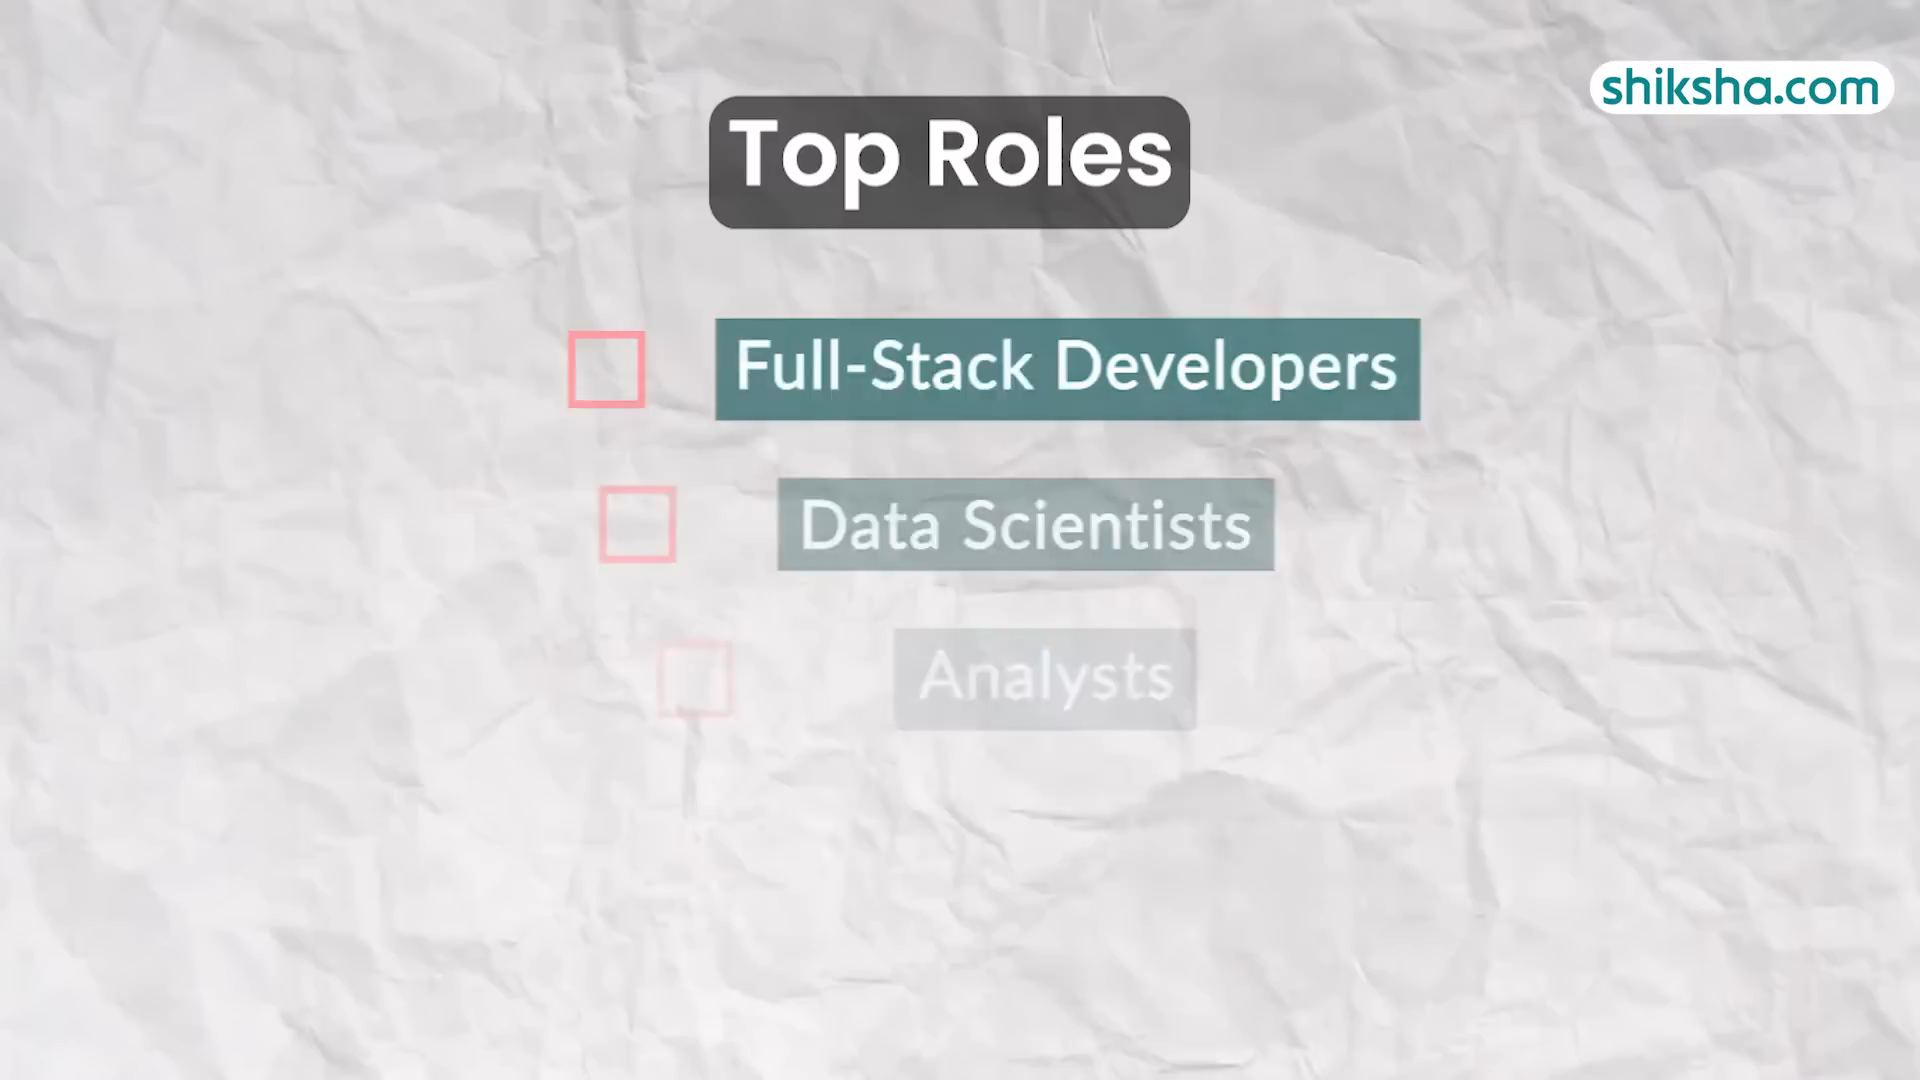 shiksha.com
Top Roles
Full-Stack Developers
Data Scientists
Analysts